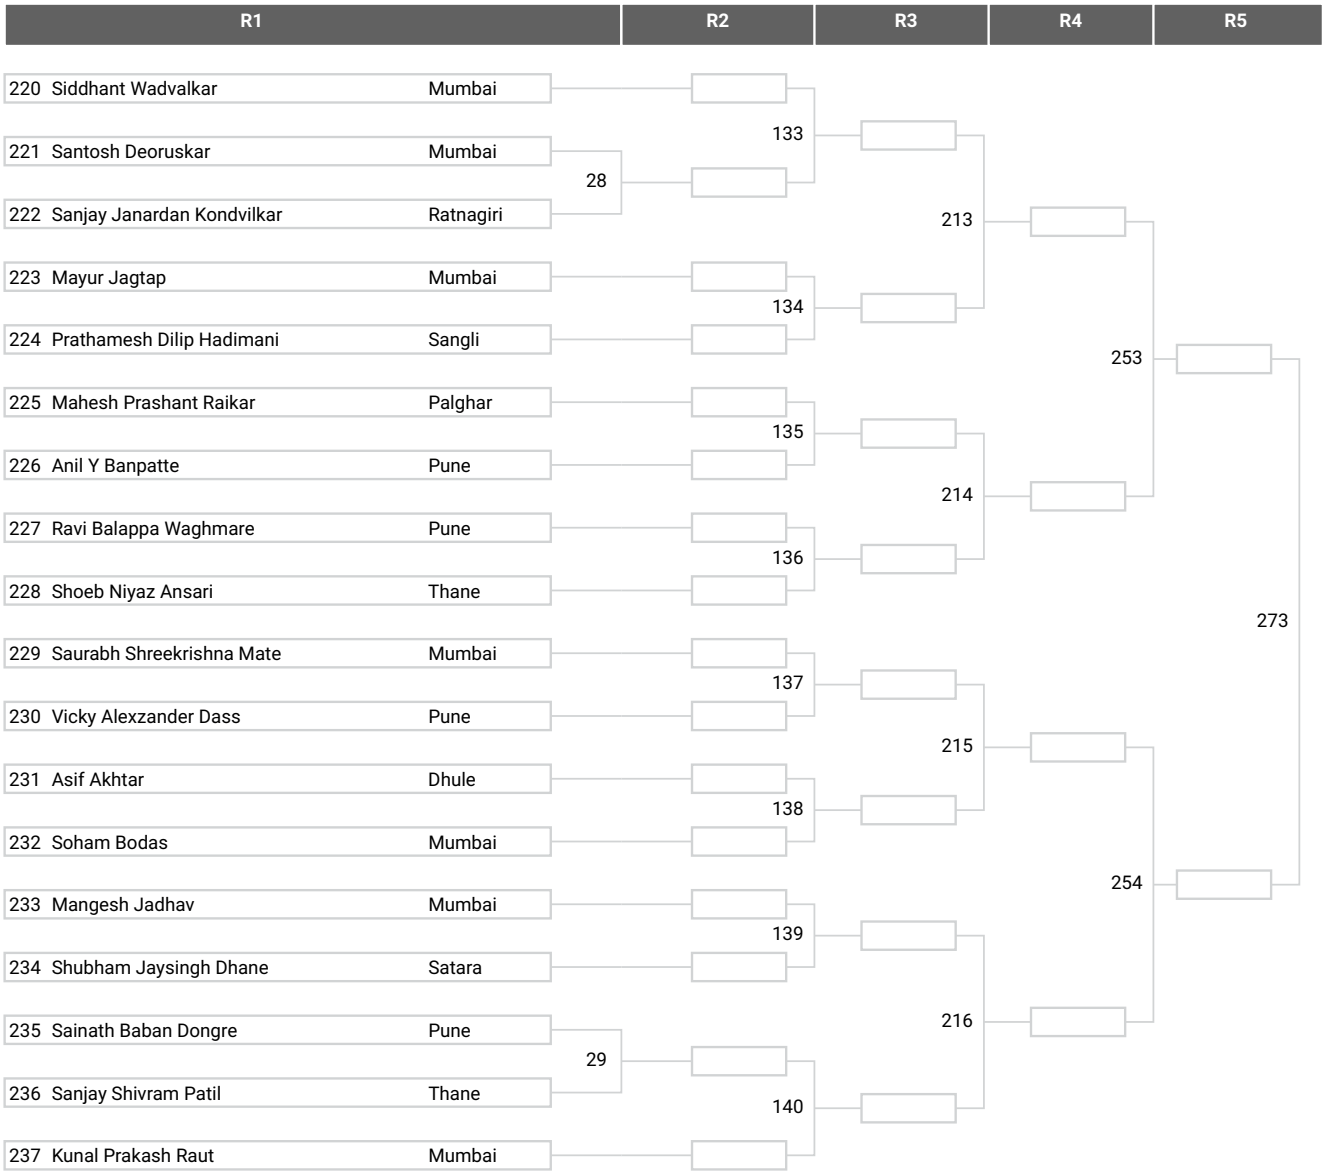 R1 R2 R3 R4 R5
220 Siddhant Wadvalkar Mumbai
133
221 Santosh Deoruskar Mumbai
28
222 Sanjay Janardan Kondvilkar Ratnagiri
213
223 Mayur Jagtap Mumbai
134
224 Prathamesh Dilip Hadimani Sangli
253
225 Mahesh Prashant Raikar Palghar
135
226 Anil Y Banpatte Pune
214
227 Ravi Balappa Waghmare Pune
136
228 Shoeb Niyaz Ansari Thane
273
229 Saurabh Shreekrishna Mate Mumbai
137
230 Vicky Alexzander Dass Pune
215
231 Asif Akhtar Dhule
138
232 Soham Bodas Mumbai
254
233 Mangesh Jadhav Mumbai
139
234 Shubham Jaysingh Dhane Satara
216
235 Sainath Baban Dongre Pune
29
236 Sanjay Shivram Patil Thane
140
237 Kunal Prakash Raut Mumbai